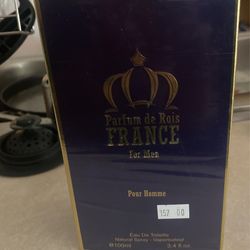 Parfum de Rois
FRANCE
For Men
Pour Homme
152 00
Eau De Toilette
Natural Spray - Vaporisateur
℮100ml 3.4 fl.oz